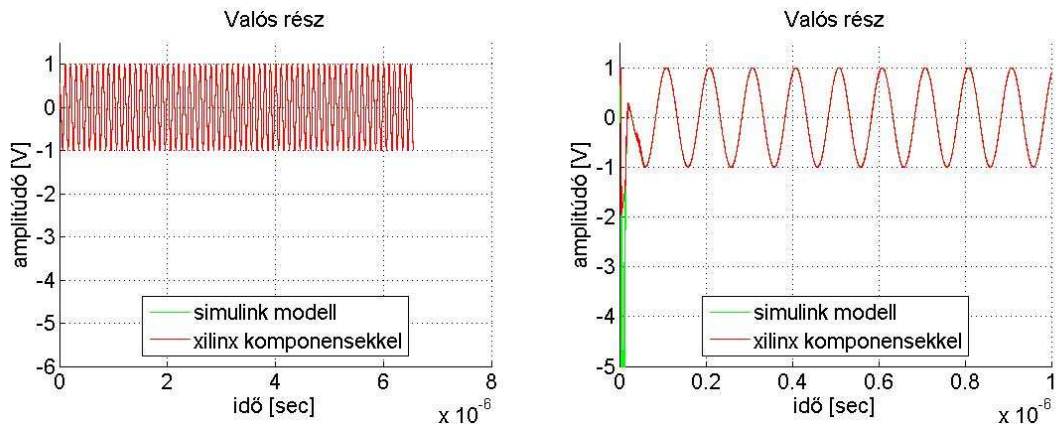 Valós rész
amplitúdó [V]
1
0
-1
-2
-3
-4
-5
-6
simulink modell
xilinx komponensekkel
0
2
4
6
8
idő [sec]
x 10⁻⁶
Valós rész
amplitúdó [V]
1
0
-1
-2
-3
-4
-5
simulink modell
xilinx komponensekkel
0
0.2
0.4
0.6
0.8
1
idő [sec]
x 10⁻⁶